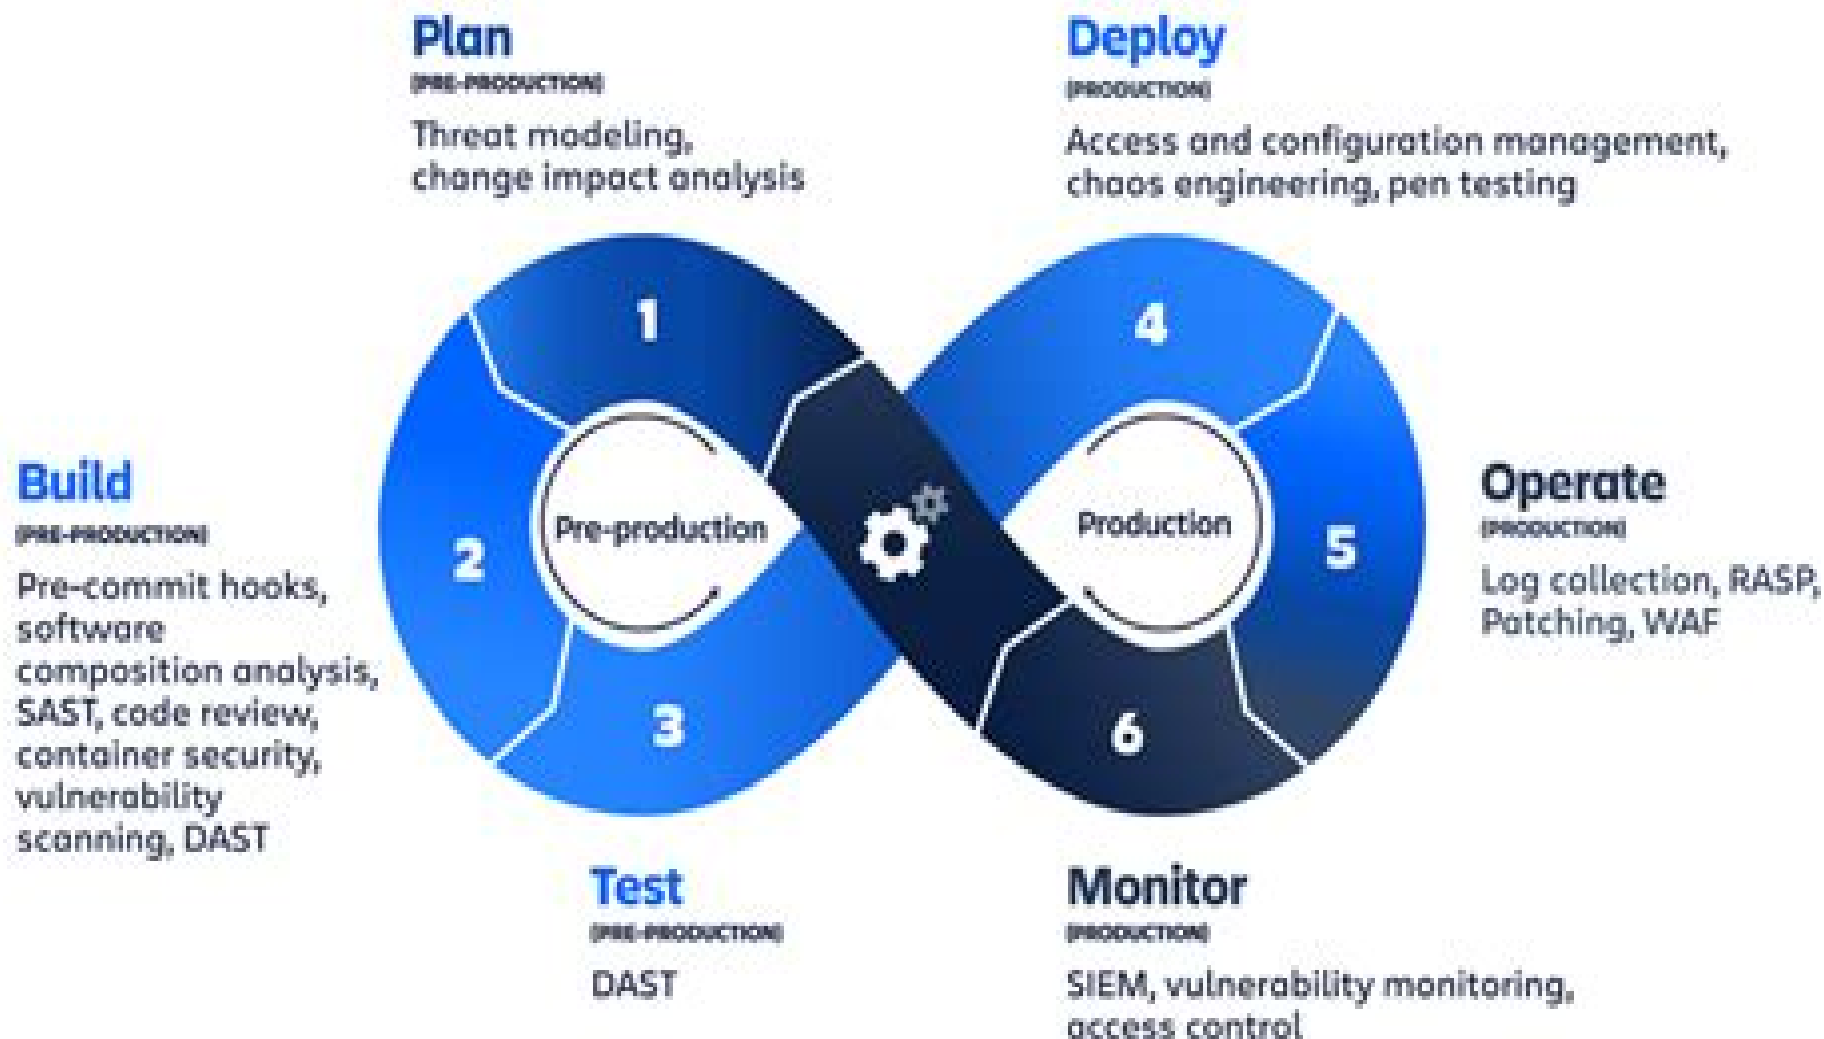 Plan
(PRE-PRODUCTION)
Threat modeling,
change impact analysis
Deploy
(PRODUCTION)
Access and configuration management,
chaos engineering, pen testing
1
4
Build
(PRE-PRODUCTION)
Pre-commit hooks,
software
composition analysis,
SAST, code review,
container security,
vulnerability
scanning, DAST
2
Pre-production
Production
5
Operate
(PRODUCTION)
Log collection, RASP,
Patching, WAF
3
6
Test
(PRE-PRODUCTION)
DAST
Monitor
(PRODUCTION)
SIEM, vulnerability monitoring,
access control